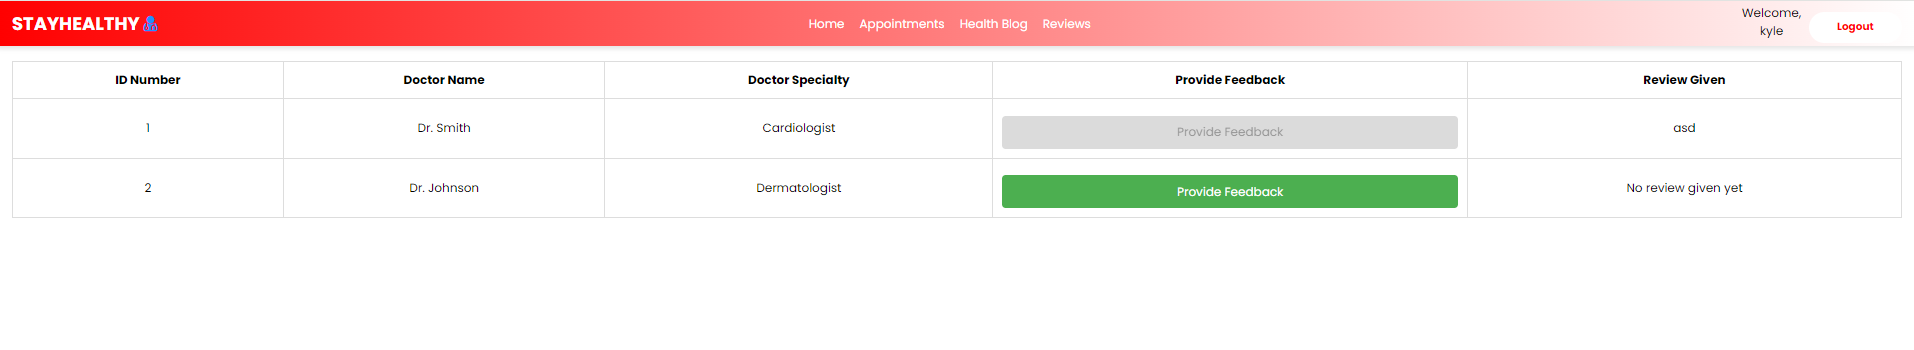 STAYHEALTHY
Home Appointments Health Blog Reviews
Welcome,
kyle
Logout
ID Number Doctor Name Doctor Specialty Provide Feedback Review Given
1 Dr. Smith Cardiologist Provide Feedback asd
2 Dr. Johnson Dermatologist Provide Feedback No review given yet